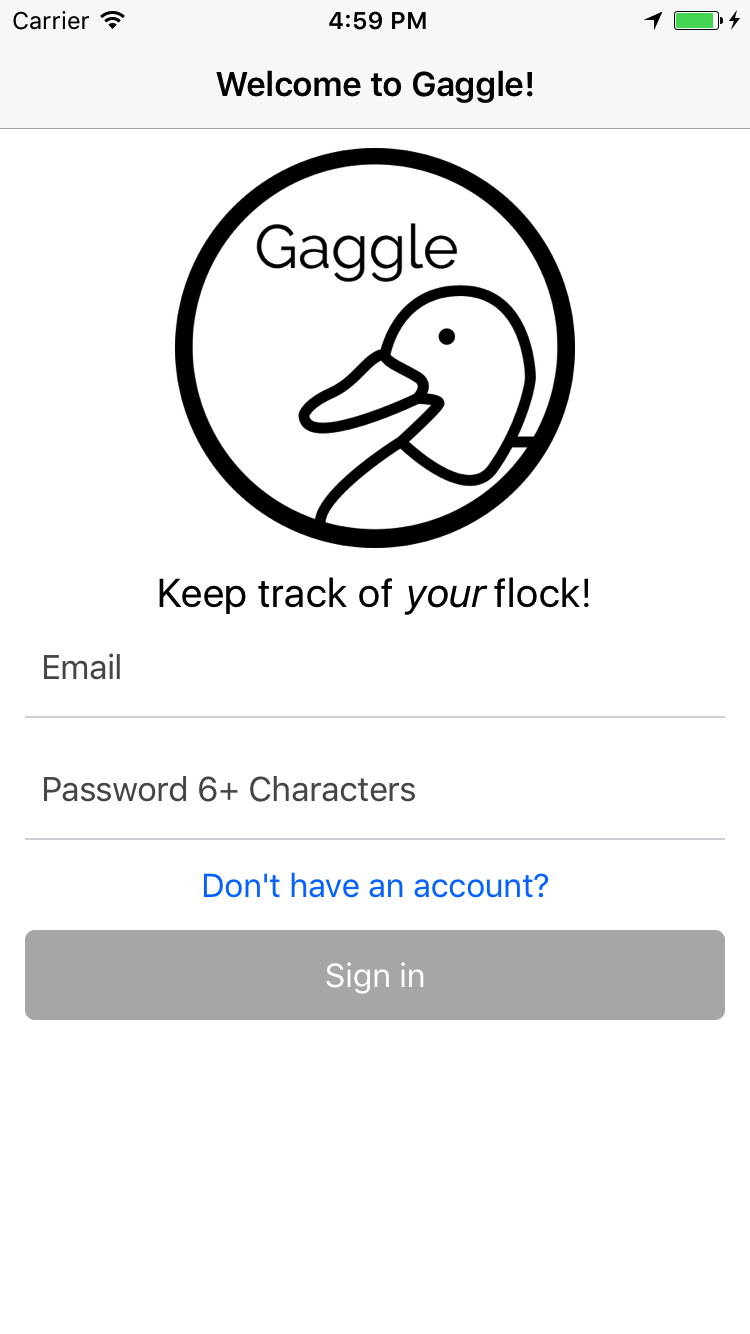 Carrier 4:59 PM
Welcome to Gaggle!
Gaggle
Keep track of your flock!
Email
Password 6+ Characters
Don't have an account?
Sign in